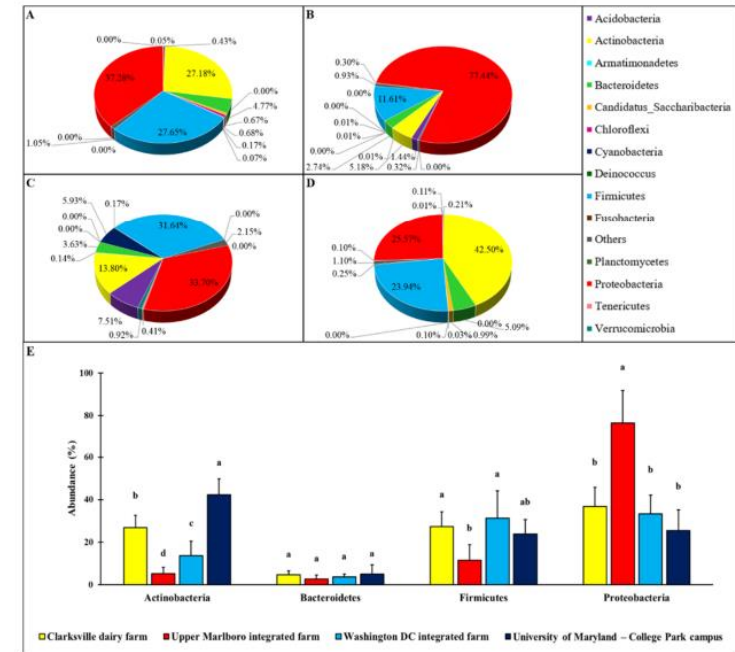 A
0.00%
0.05%
0.43%
27.18%
37.28%
0.00%
4.77%
0.67%
0.68%
0.17%
0.07%
27.65%
0.00%
0.00%
1.05%
B
0.30%
0.93%
0.00%
11.61%
0.00%
0.01%
0.01%
0.00%
2.74%
0.01%
5.18%
1.44%
0.32%
0.00%
C
5.93%
0.17%
0.00%
0.00%
3.63%
0.14%
13.80%
31.64%
0.00%
2.15%
0.00%
33.70%
7.51%
0.92%
0.41%
D
0.11%
0.01%
0.21%
42.50%
0.10%
1.10%
0.25%
23.94%
0.00%
0.10%
0.03%
0.99%
0.00%
5.09%
Acidobacteria
Actinobacteria
Armatimonadetes
Bacteroidetes
Candidatus_Saccharibacteria
Chloroflexi
Cyanobacteria
Deinococcus
Firmicutes
Fusobacteria
Others
Planctomycetes
Proteobacteria
Tenericutes
Verrucomicrobia
E
Abundance (%)
100
80
60
40
20
0
b
d
c
a
a
a
a
a
a
b
a
ab
b
a
b
b
Actinobacteria
Bacteroidetes
Firmicutes
Proteobacteria
Clarksville dairy farm
Upper Marlboro integrated farm
Washington DC integrated farm
University of Maryland – College Park campus